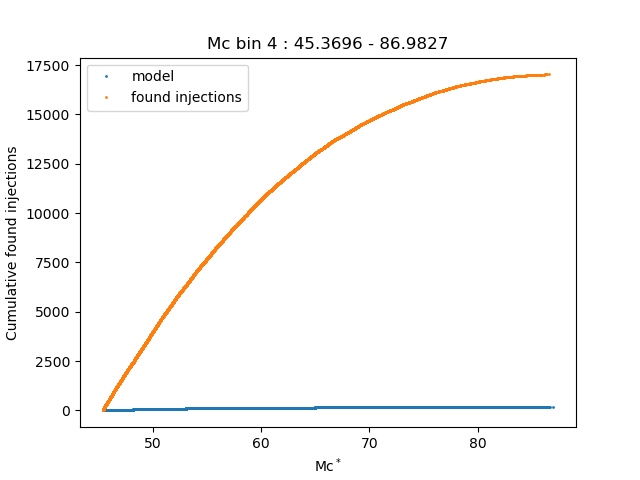 Mc bin 4 : 45.3696 - 86.9827
model
found injections
17500
15000
12500
10000
7500
5000
2500
0
Cumulative found injections
50 60 70 80
Mc*